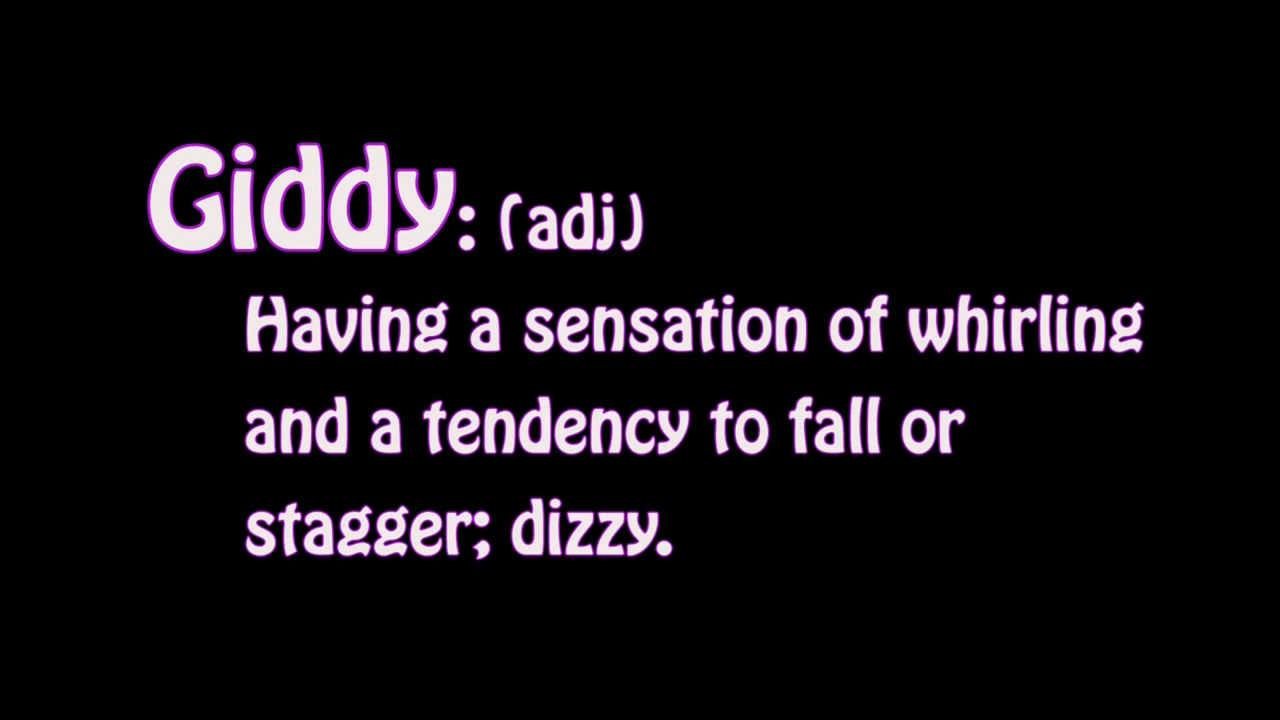 Giddy: (adj)
Having a sensation of whirling
and a tendency to fall or
stagger; dizzy.